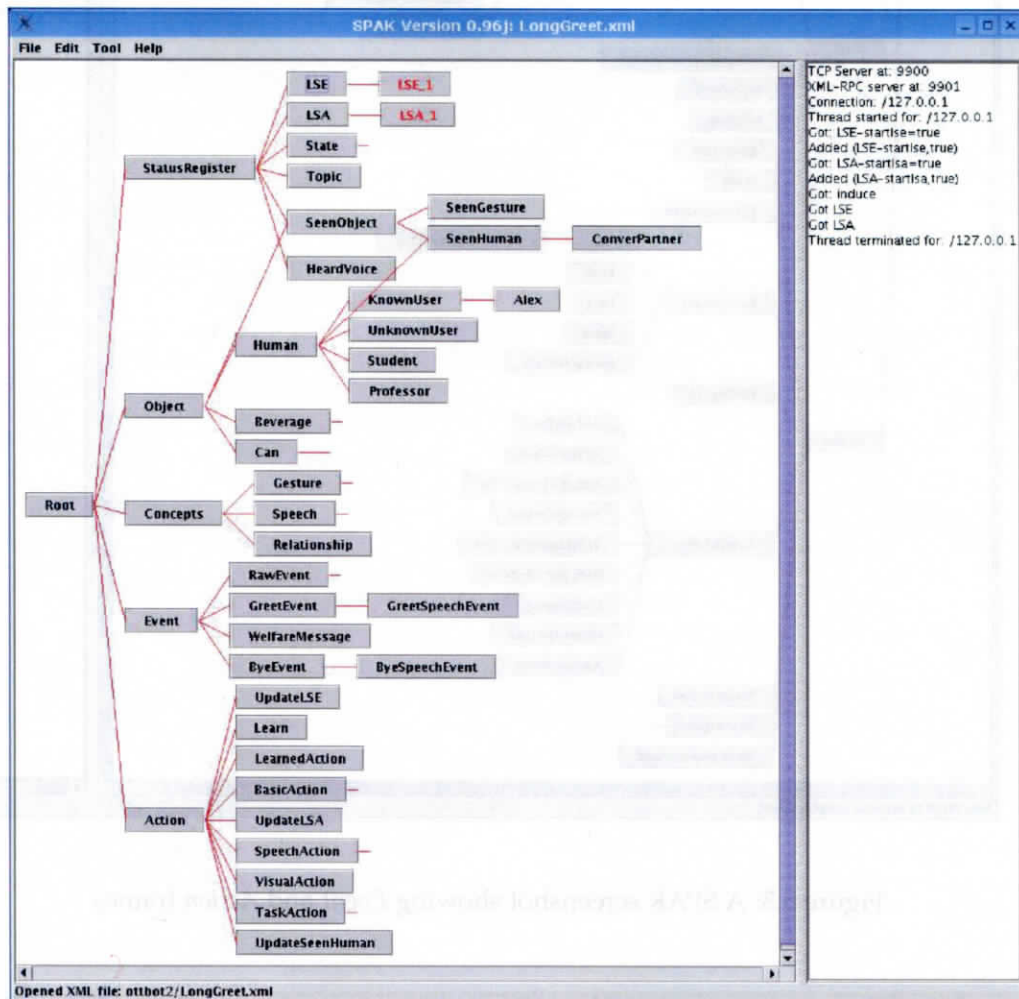 SPAK Version 0.96j: LongGreet.xml
File Edit Tool Help
LSE
LSE_1
LSA
LSA_1
State
StatusRegister
Topic
SeenObject
SeenGesture
SeenHuman
ConverPartner
HeardVoice
KnownUser
Alex
Human
UnknownUser
Student
Professor
Object
Beverage
Can
Root
Concepts
Gesture
Speech
Relationship
RawEvent
Event
GreetEvent
GreetSpeechEvent
WelfareMessage
ByeEvent
ByeSpeechEvent
UpdateLSE
Learn
LearnedAction
BasicAction
Action
UpdateLSA
SpeechAction
VisualAction
TaskAction
UpdateSeenHuman
TCP Server at: 9900
XML-RPC server at: 9901
Connection: /127.0.0.1
Thread started for: /127.0.0.1
Got: LSE-startlse=true
Added (LSE-startlse,true)
Got: LSA-startlsa=true
Added (LSA-startlsa,true)
Got: induce
Got LSE
Got LSA
Thread terminated for: /127.0.0.1
Opened XML file: ottbot2/LongGreet.xml